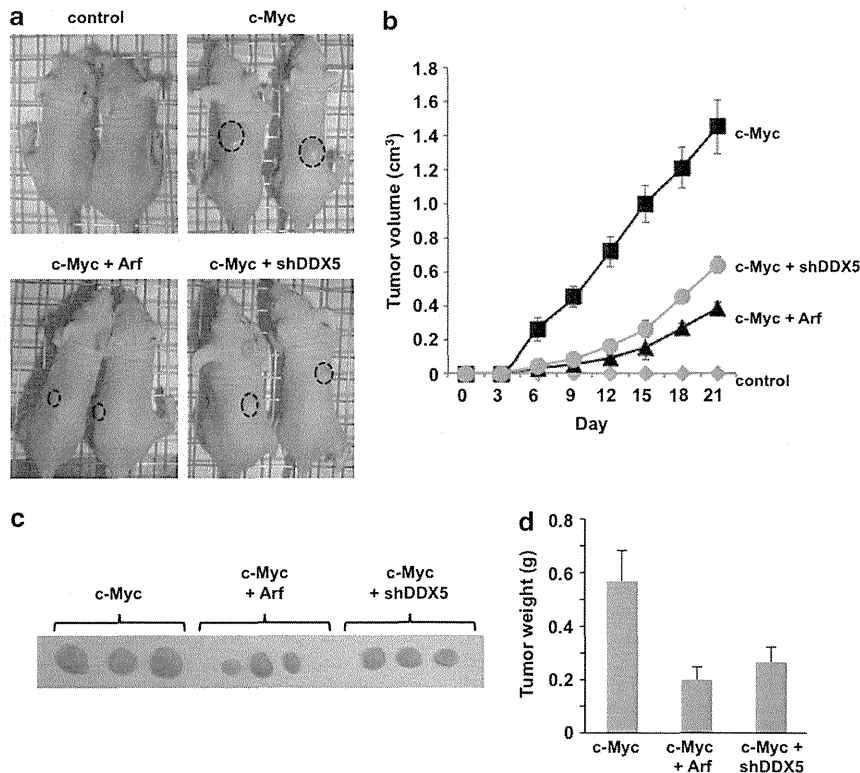 a
control
c-Myc
c-Myc + Arf
c-Myc + shDDX5
b
Tumor volume (cm³)
1.8
1.6
1.4
1.2
1.0
0.8
0.6
0.4
0.2
0
0 3 6 9 12 15 18 21
Day
c-Myc
c-Myc + shDDX5
c-Myc + Arf
control
c
c-Myc
c-Myc
+ Arf
c-Myc
+ shDDX5
d
Tumor weight (g)
0.8
0.6
0.4
0.2
0
c-Myc
c-Myc
+ Arf
c-Myc +
shDDX5